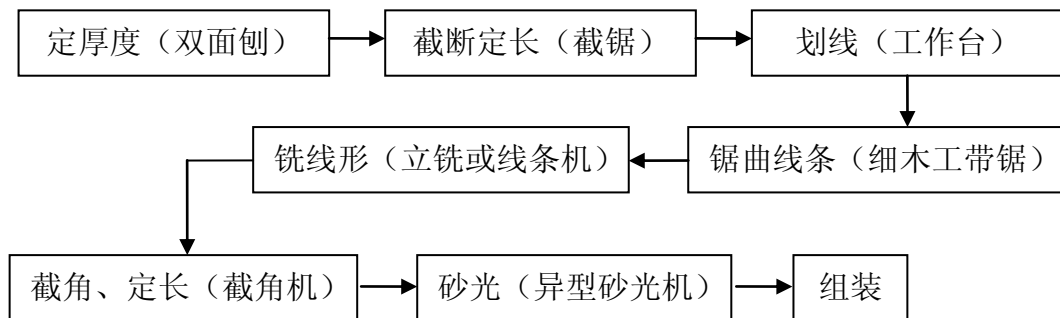 定厚度（双面刨）
截断定长（截锯）
划线（工作台）
锯曲线条（细木工带锯）
铣线形（立铣或线条机）
截角、定长（截角机）
砂光（异型砂光机）
组装